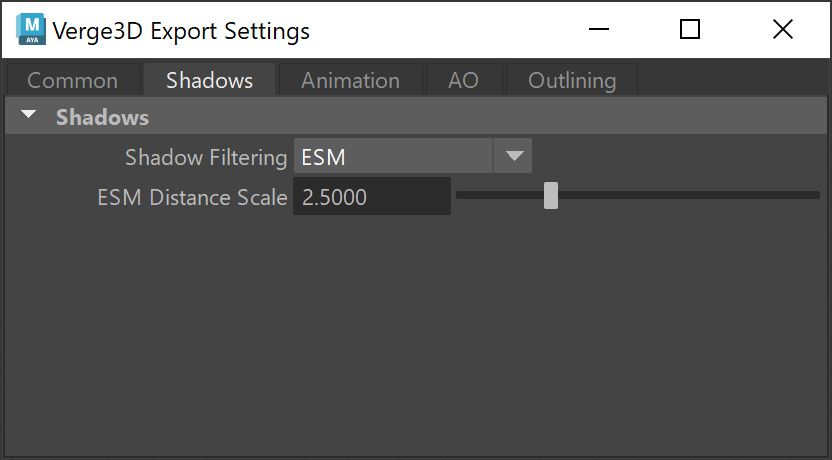 M
AYA
Verge3D Export Settings
Common Shadows Animation AO Outlining
Shadows
Shadow Filtering ESM
ESM Distance Scale 2.5000